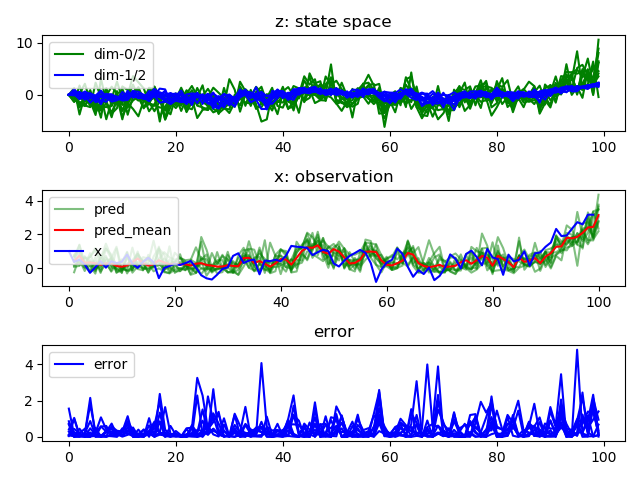 z: state space
10
0
dim-0/2
dim-1/2
0 20 40 60 80 100
x: observation
4
2
0
pred
pred_mean
x
0 20 40 60 80 100
error
4
2
0
error
0 20 40 60 80 100